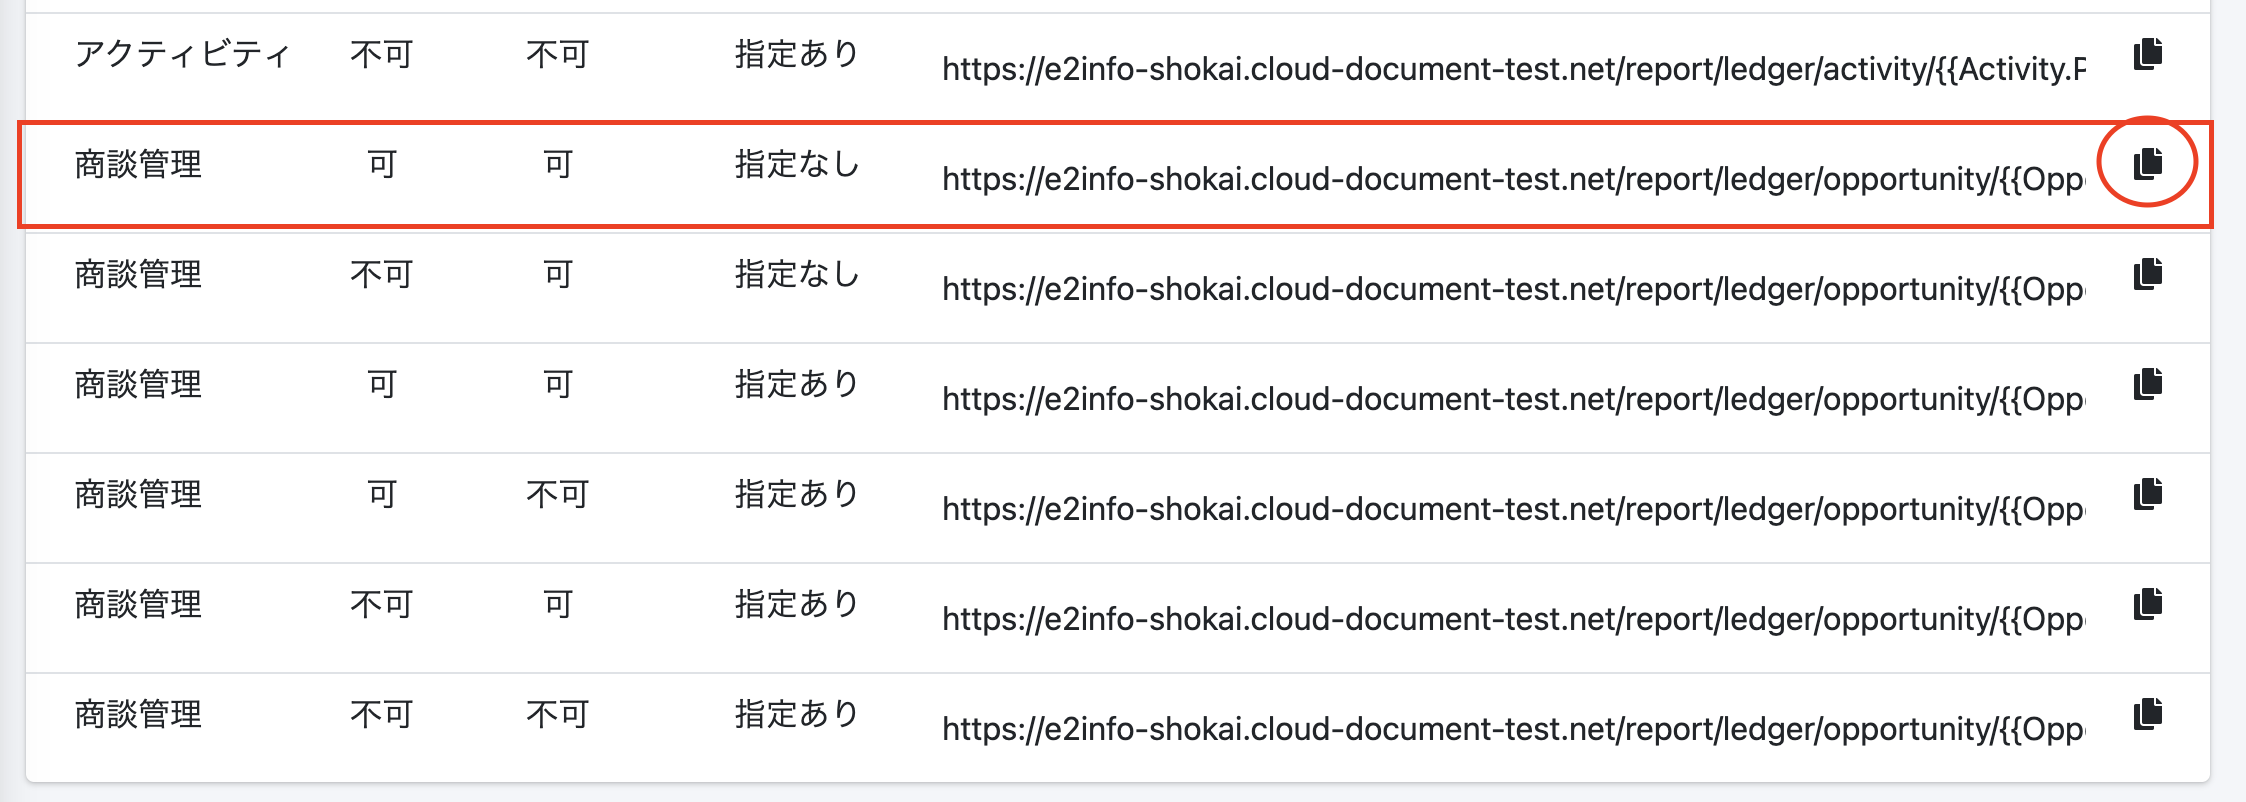 アクティビティ 不可 不可 指定あり https://e2info-shokai.cloud-document-test.net/report/ledger/activity/{{Activity.P
商談管理 可 可 指定なし https://e2info-shokai.cloud-document-test.net/report/ledger/opportunity/{{Opp
商談管理 不可 可 指定なし https://e2info-shokai.cloud-document-test.net/report/ledger/opportunity/{{Opp
商談管理 可 可 指定あり https://e2info-shokai.cloud-document-test.net/report/ledger/opportunity/{{Opp
商談管理 可 不可 指定あり https://e2info-shokai.cloud-document-test.net/report/ledger/opportunity/{{Opp
商談管理 不可 可 指定あり https://e2info-shokai.cloud-document-test.net/report/ledger/opportunity/{{Opp
商談管理 不可 不可 指定あり https://e2info-shokai.cloud-document-test.net/report/ledger/opportunity/{{Opp